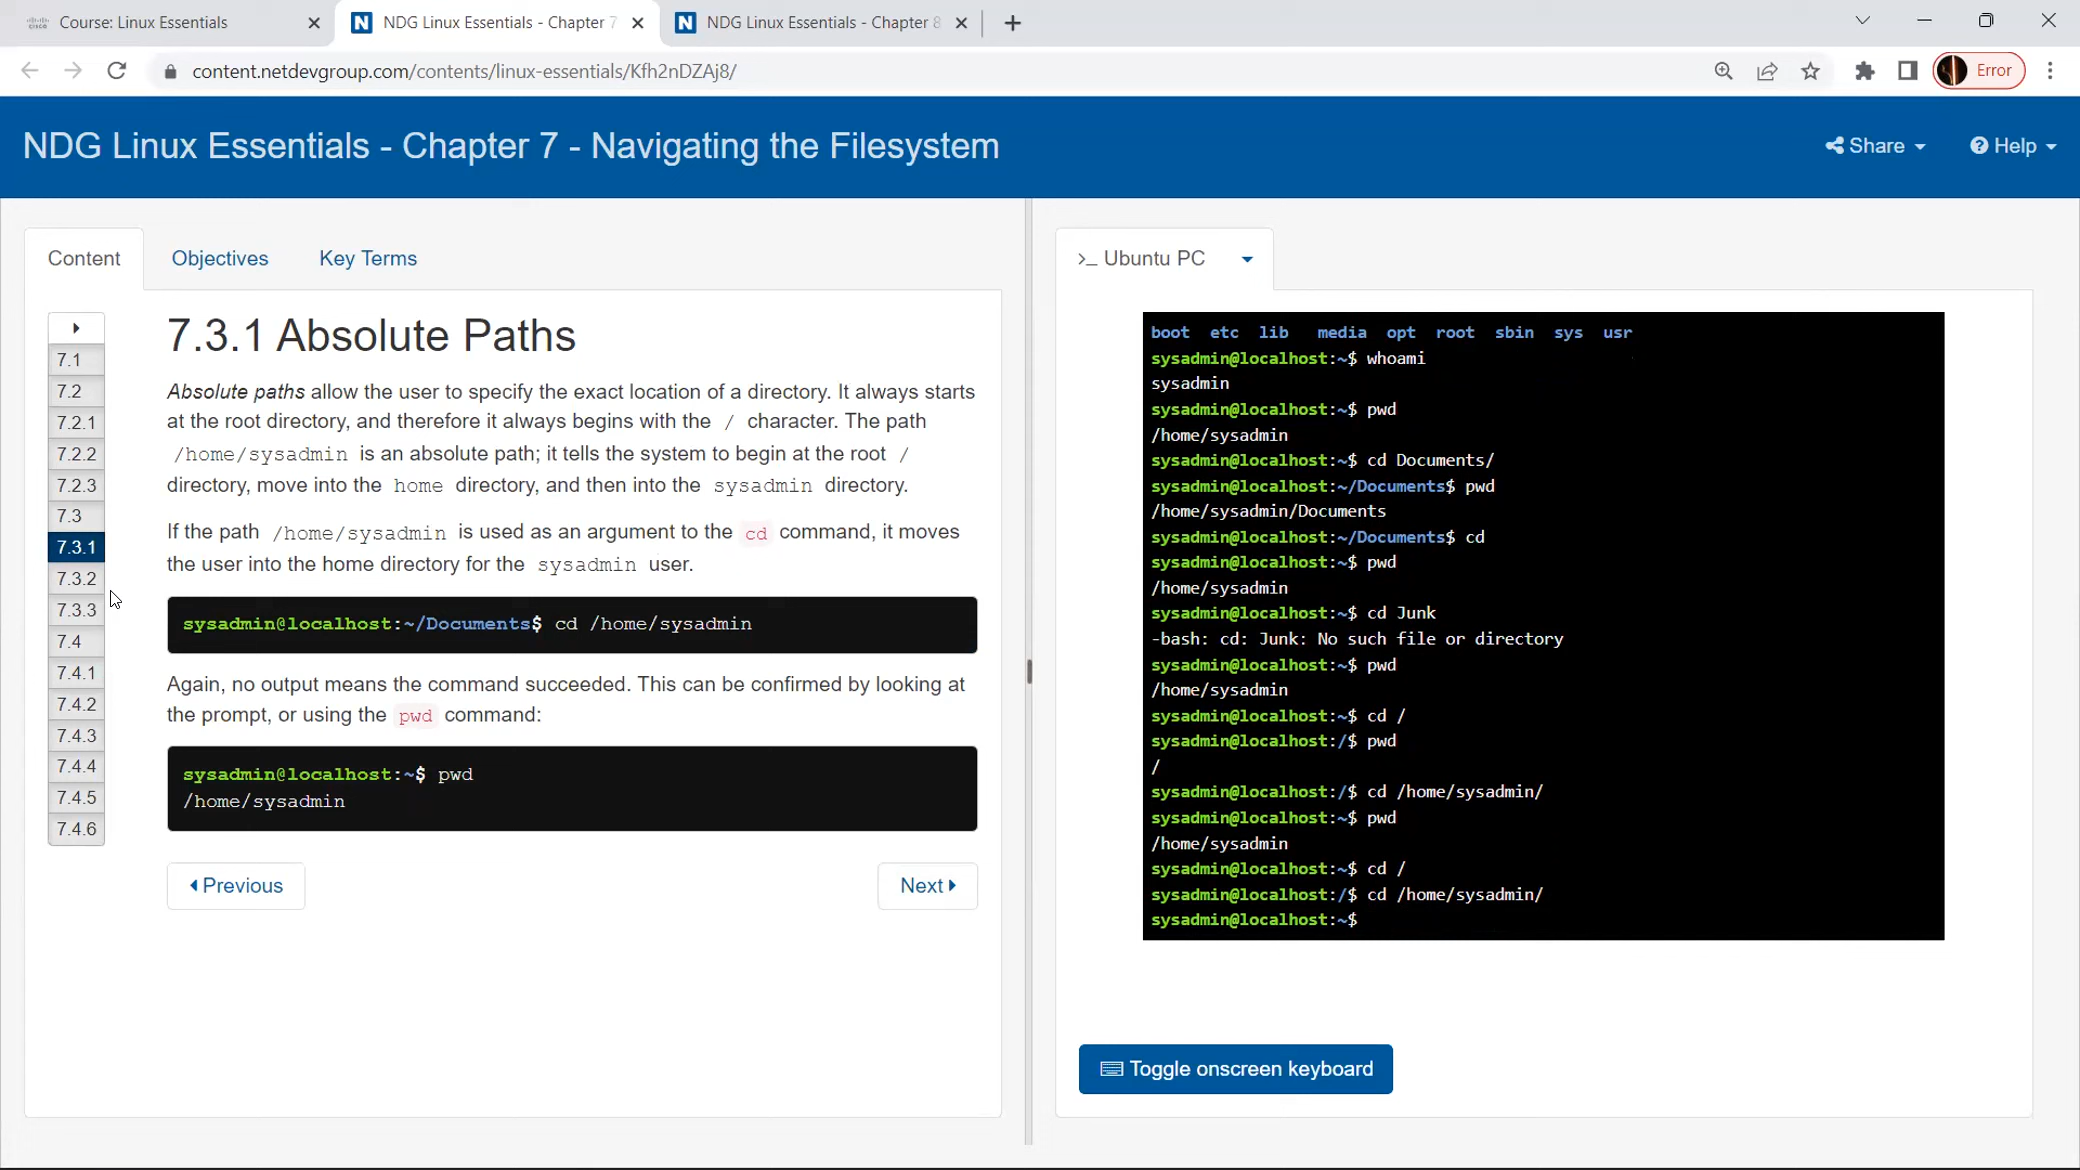 Course: Linux Essentials
NDG Linux Essentials - Chapter 7
NDG Linux Essentials - Chapter 8
content.netdevgroup.com/contents/linux-essentials/Kfh2nDZAj8/
Error
NDG Linux Essentials - Chapter 7 - Navigating the Filesystem
Share
Help
Content
Objectives
Key Terms
7.1
7.2
7.2.1
7.2.2
7.2.3
7.3
7.3.1
7.3.2
7.3.3
7.4
7.4.1
7.4.2
7.4.3
7.4.4
7.4.5
7.4.6
7.3.1 Absolute Paths
Absolute paths allow the user to specify the exact location of a directory. It always starts
at the root directory, and therefore it always begins with the / character. The path
/home/sysadmin is an absolute path; it tells the system to begin at the root /
directory, move into the home directory, and then into the sysadmin directory.
If the path /home/sysadmin is used as an argument to the cd command, it moves
the user into the home directory for the sysadmin user.
sysadmin@localhost:~/Documents$ cd /home/sysadmin
Again, no output means the command succeeded. This can be confirmed by looking at
the prompt, or using the pwd command:
sysadmin@localhost:~$ pwd
/home/sysadmin
Previous
Next
>_ Ubuntu PC
boot etc lib media opt root sbin sys usr
sysadmin@localhost:~$ whoami
sysadmin
sysadmin@localhost:~$ pwd
/home/sysadmin
sysadmin@localhost:~$ cd Documents/
sysadmin@localhost:~/Documents$ pwd
/home/sysadmin/Documents
sysadmin@localhost:~/Documents$ cd
sysadmin@localhost:~$ pwd
/home/sysadmin
sysadmin@localhost:~$ cd Junk
-bash: cd: Junk: No such file or directory
sysadmin@localhost:~$ pwd
/home/sysadmin
sysadmin@localhost:~$ cd /
sysadmin@localhost:/$ pwd
/
sysadmin@localhost:/$ cd /home/sysadmin/
sysadmin@localhost:~$ pwd
/home/sysadmin
sysadmin@localhost:~$ cd /
sysadmin@localhost:/$ cd /home/sysadmin/
sysadmin@localhost:~$
Toggle onscreen keyboard